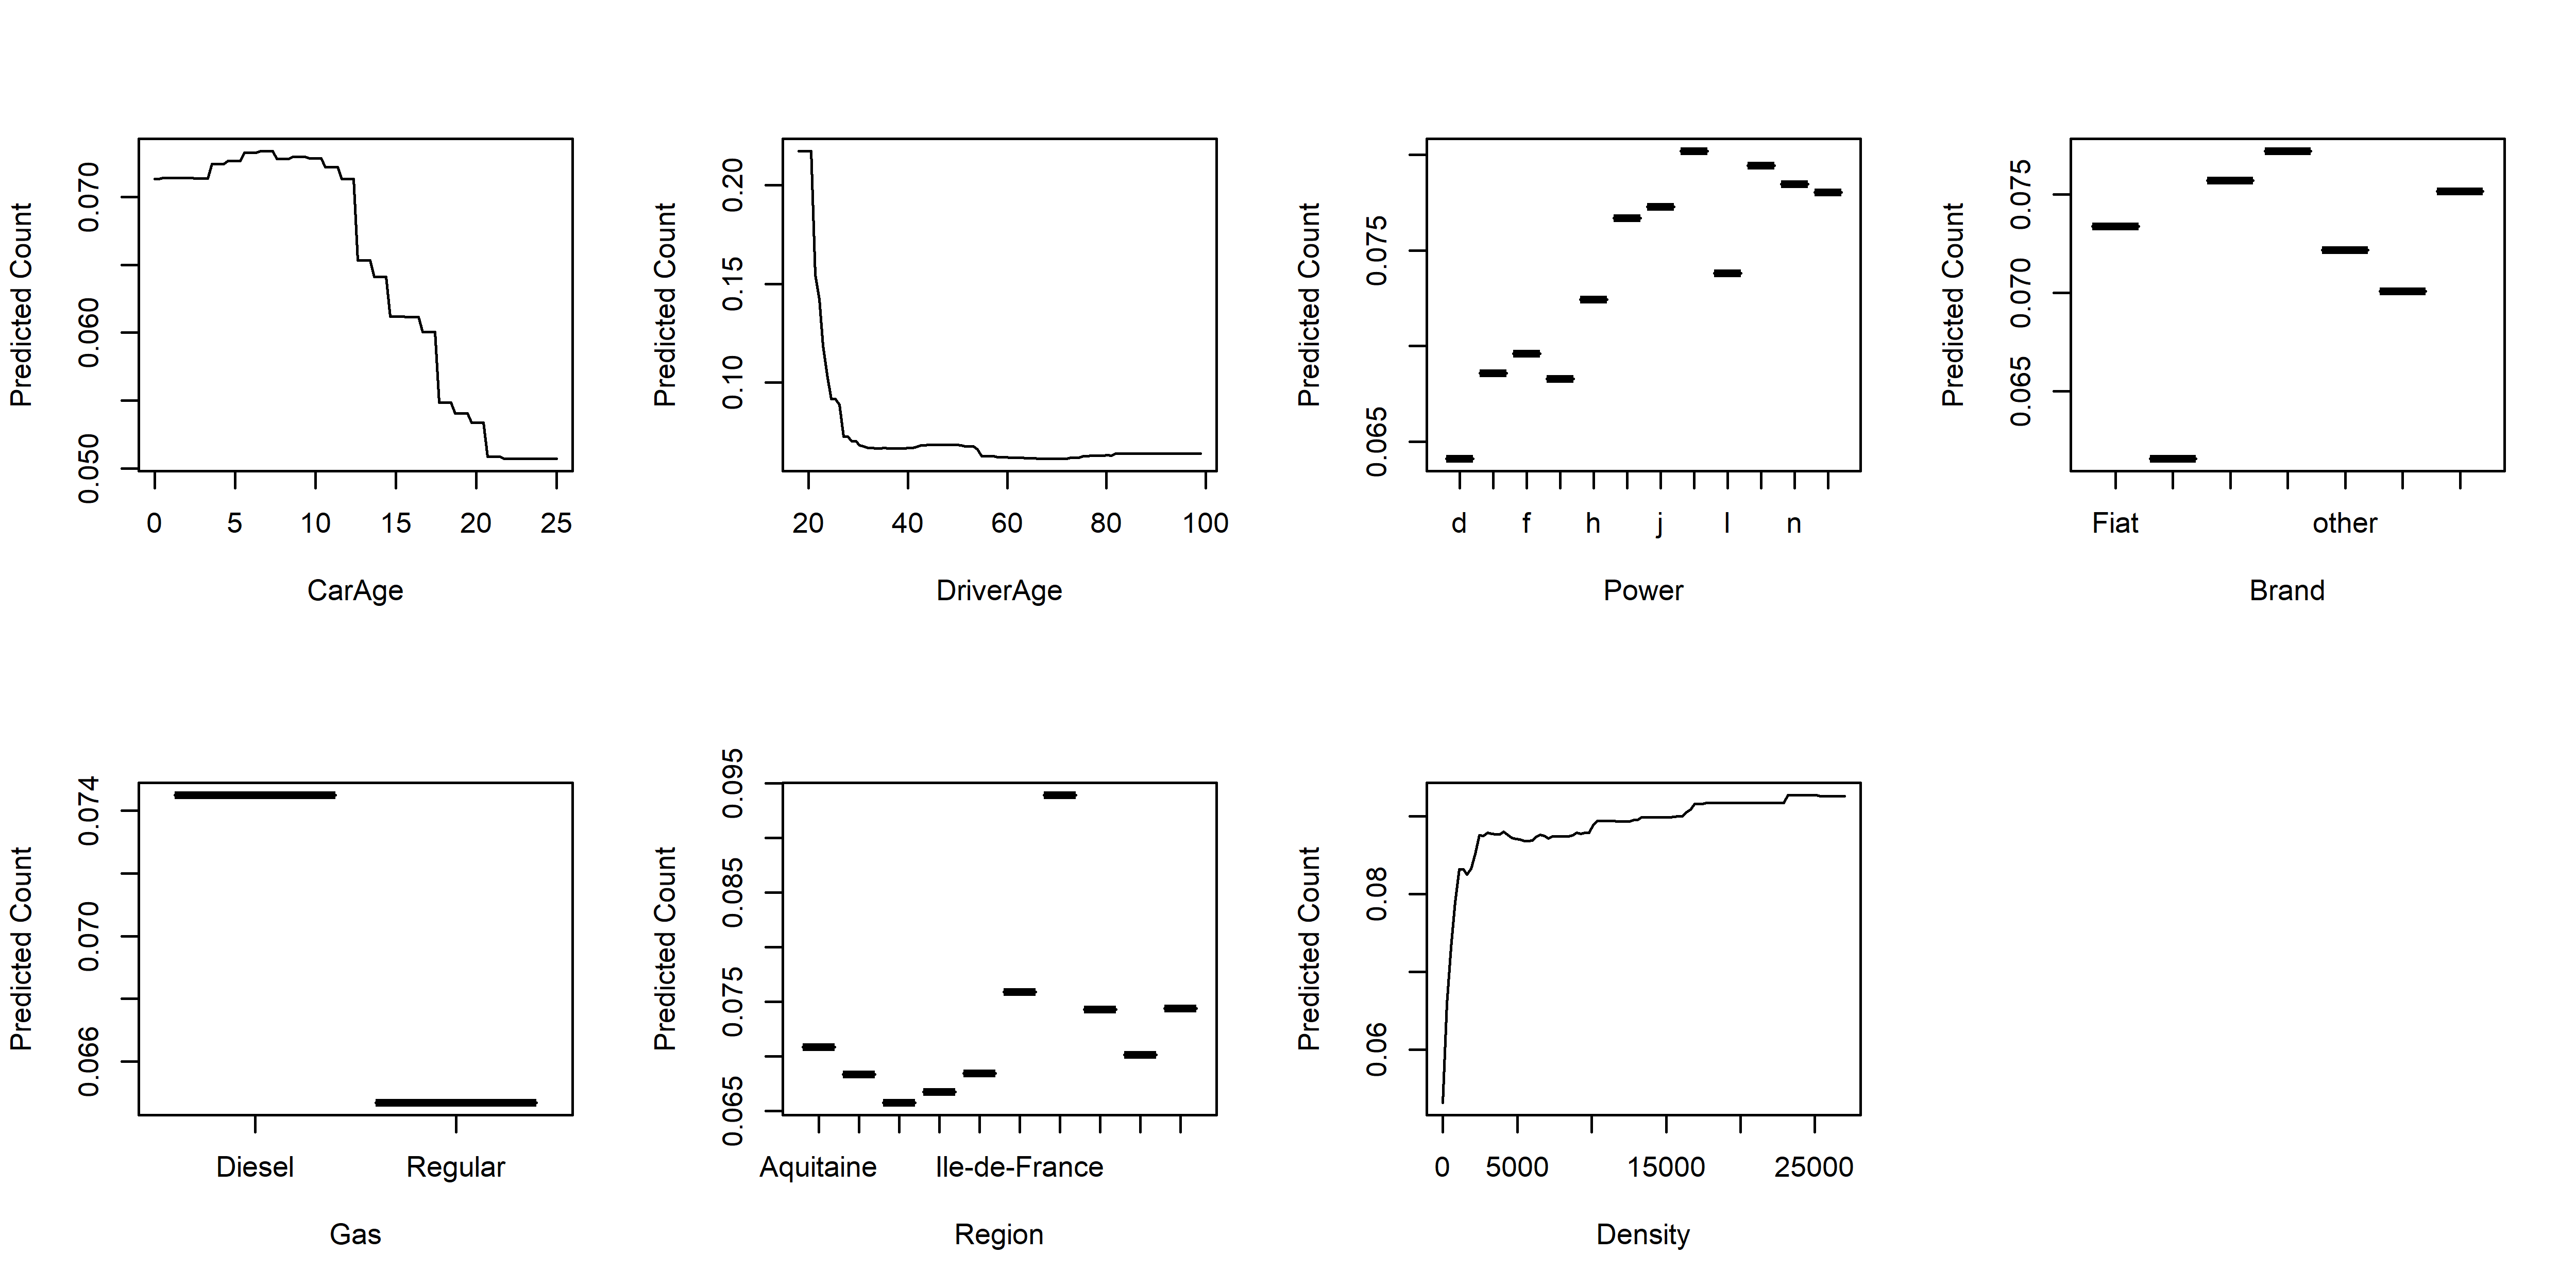 Predicted Count
0.070
0.060
0.050
0 5 10 15 20 25
CarAge
Predicted Count
0.20
0.15
0.10
20 40 60 80 100
DriverAge
Predicted Count
0.075
0.065
d f h j l n
Power
Predicted Count
0.075
0.070
0.065
Fiat other
Brand
Predicted Count
0.074
0.070
0.066
Diesel Regular
Gas
Predicted Count
0.095
0.085
0.075
0.065
Aquitaine Ile-de-France
Region
Predicted Count
0.08
0.06
0 5000 15000 25000
Density